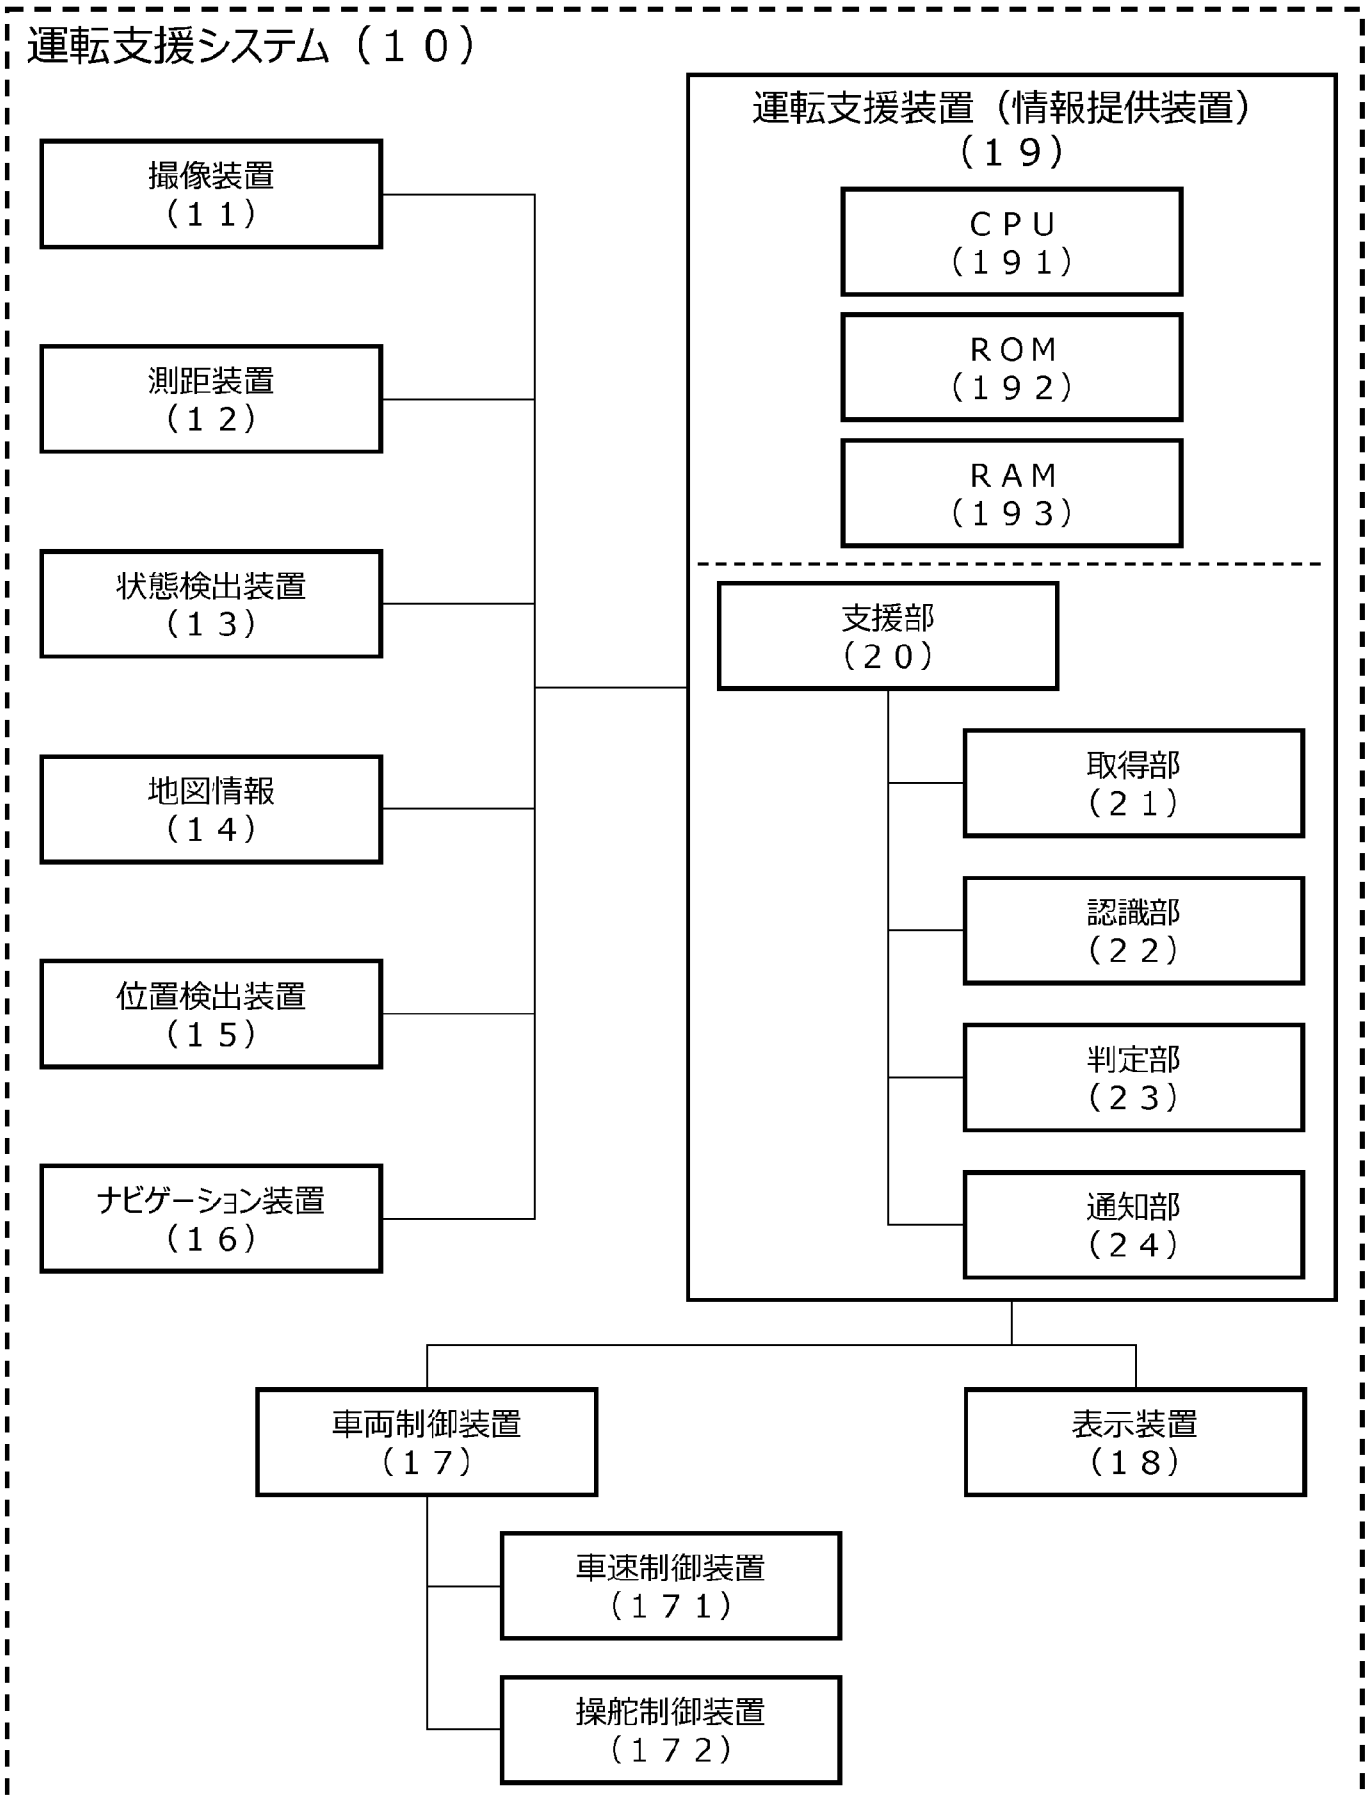 運転支援システム（１０）
撮像装置
（１１）
測距装置
（１２）
状態検出装置
（１３）
地図情報
（１４）
位置検出装置
（１５）
ナビゲーション装置
（１６）
運転支援装置（情報提供装置）
（１９）
ＣＰＵ
（１９１）
ＲＯＭ
（１９２）
ＲＡＭ
（１９３）
支援部
（２０）
取得部
（２１）
認識部
（２２）
判定部
（２３）
通知部
（２４）
車両制御装置
（１７）
表示装置
（１８）
車速制御装置
（１７１）
操舵制御装置
（１７２）